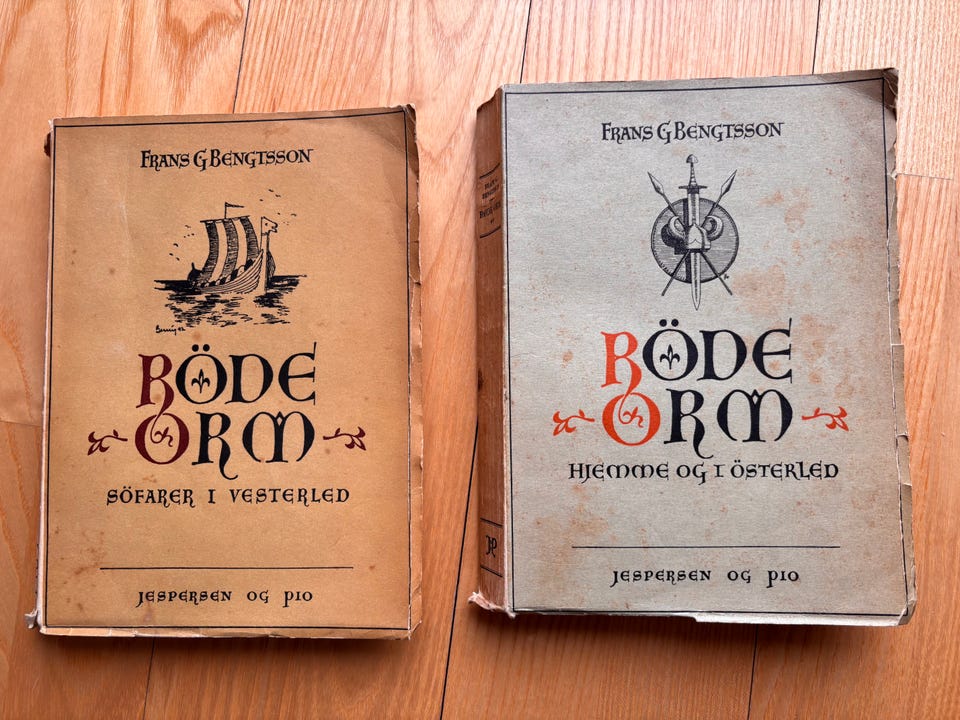 FRANS G BENGTSSON
RÖDE
ORM
SÖFARER I VESTERLED
JESPERSEN OG PIO
FRANS G BENGTSSON
RÖDE
ORM
HJEMME OG I ÖSTERLED
JESPERSEN OG PIO
JP